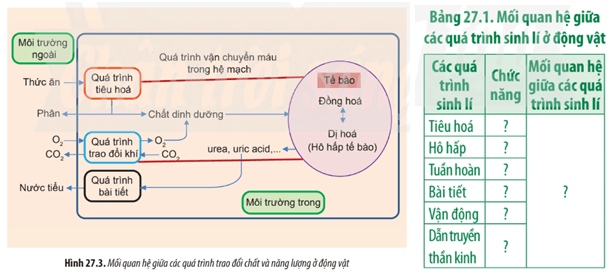 Môi trường
ngoài
Quá trình vận chuyển máu
trong hệ mạch
Thức ăn
Quá trình
tiêu hoá
Tế bào
Đồng hoá
Phân
Chất dinh dưỡng
Dị hoá
(Hô hấp tế bào)
O₂
CO₂
Quá trình
trao đổi khí
O₂
CO₂
urea, uric acid,...
Nước tiểu
Quá trình
bài tiết
Môi trường trong
Hình 27.3. Mối quan hệ giữa các quá trình trao đổi chất và năng lượng ở động vật
Bảng 27.1. Mối quan hệ giữa
các quá trình sinh lí ở động vật
Các quá
trình
sinh lí
Chức
năng
Mối quan hệ
giữa các quá
trình sinh lí
Tiêu hoá ?
Hô hấp ?
Tuần hoàn ?
Bài tiết ? ?
Vận động ?
Dẫn truyền
thần kinh ?